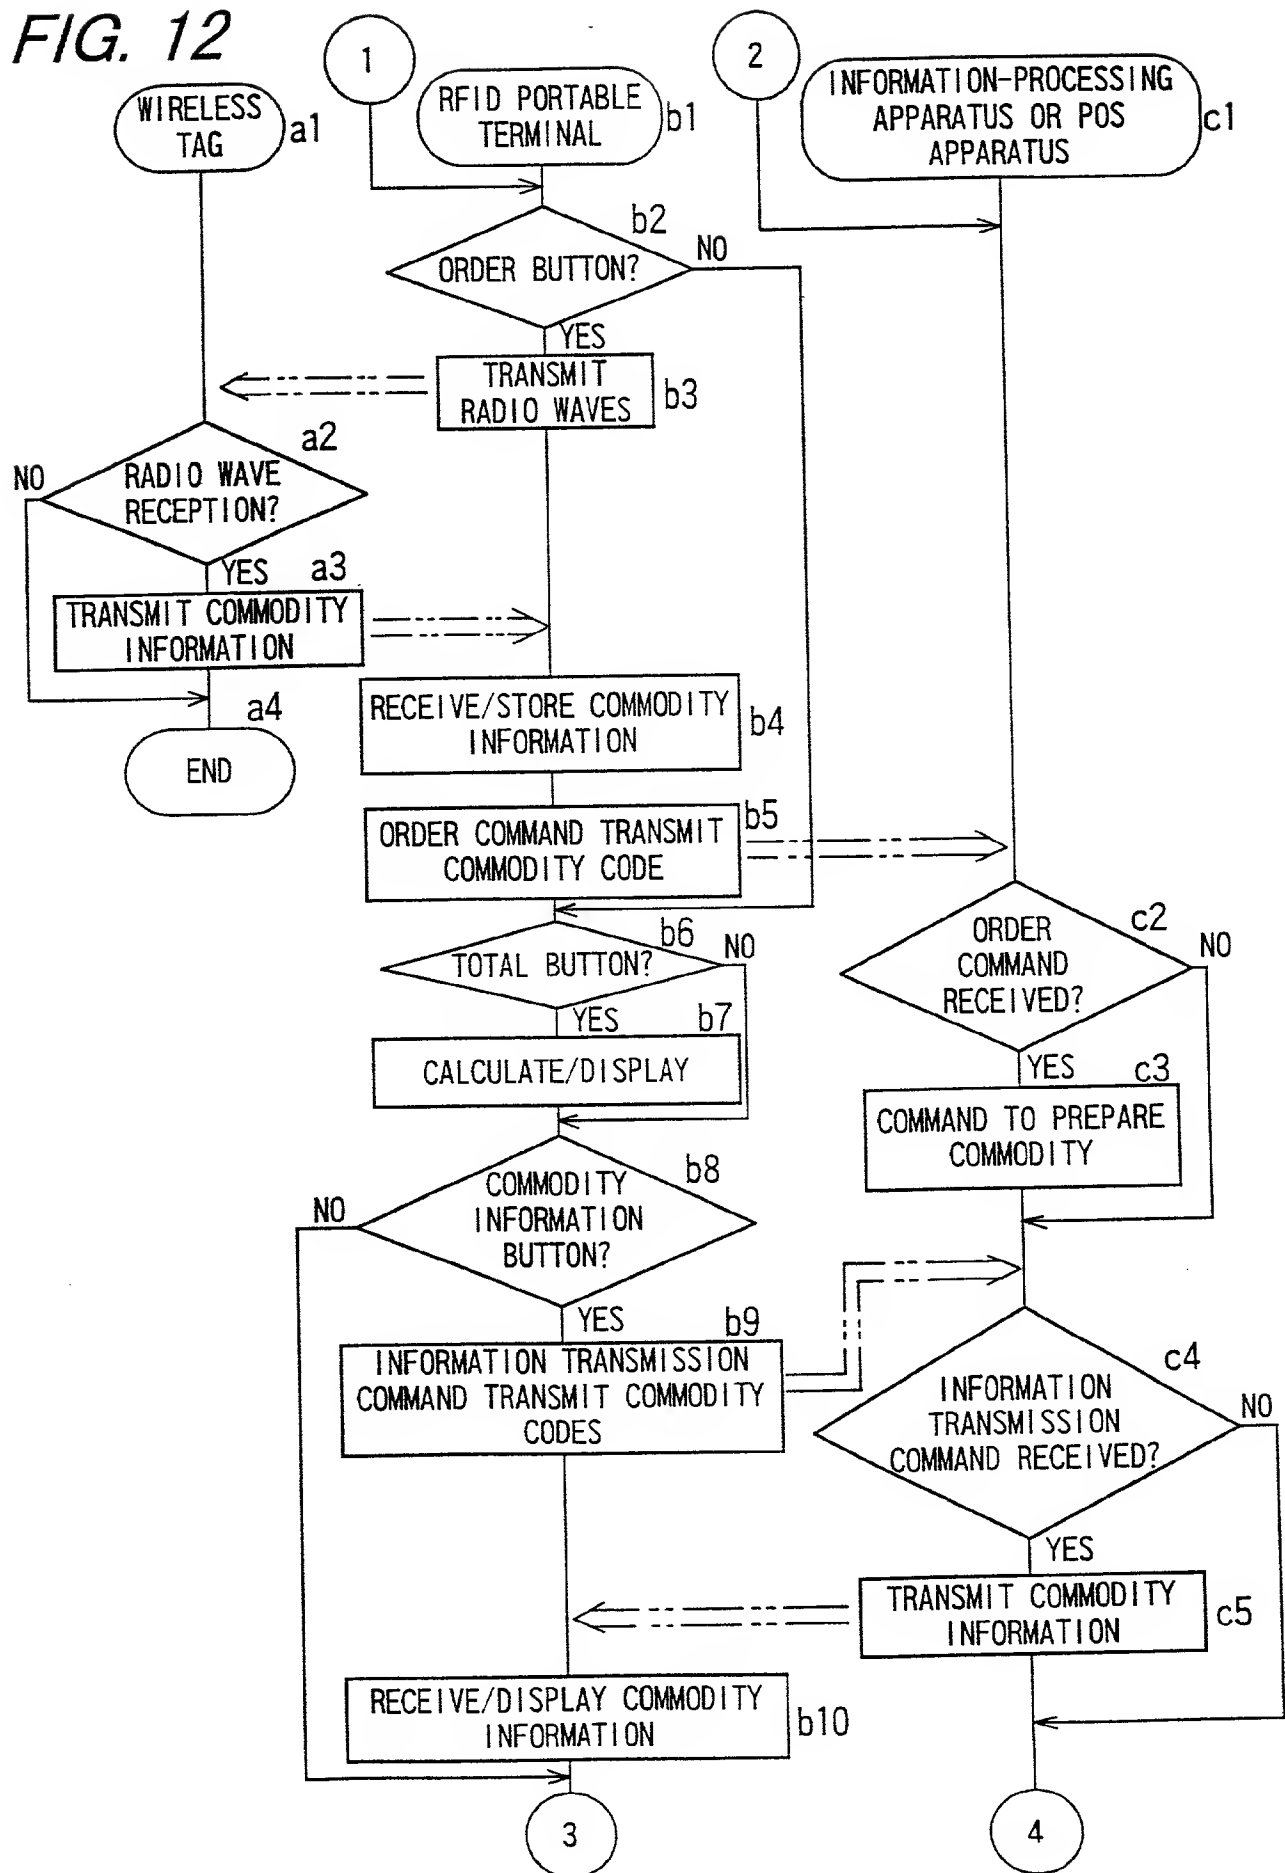 FIG. 12
1
2
WIRELESS
TAG
a1
RFID PORTABLE
TERMINAL
b1
INFORMATION-PROCESSING
APPARATUS OR POS
APPARATUS
c1
b2
ORDER BUTTON?
NO
YES
TRANSMIT
RADIO WAVES
b3
a2
NO
RADIO WAVE
RECEPTION?
YES
a3
TRANSMIT COMMODITY
INFORMATION
a4
END
RECEIVE/STORE COMMODITY
INFORMATION
b4
ORDER COMMAND TRANSMIT
COMMODITY CODE
b5
b6
TOTAL BUTTON?
NO
YES
b7
CALCULATE/DISPLAY
c2
ORDER
COMMAND
RECEIVED?
NO
YES
c3
COMMAND TO PREPARE
COMMODITY
b8
COMMODITY
INFORMATION
BUTTON?
NO
YES
b9
INFORMATION TRANSMISSION
COMMAND TRANSMIT COMMODITY
CODES
c4
INFORMATION
TRANSMISSION
COMMAND RECEIVED?
NO
YES
TRANSMIT COMMODITY
INFORMATION
c5
RECEIVE/DISPLAY COMMODITY
INFORMATION
b10
3
4